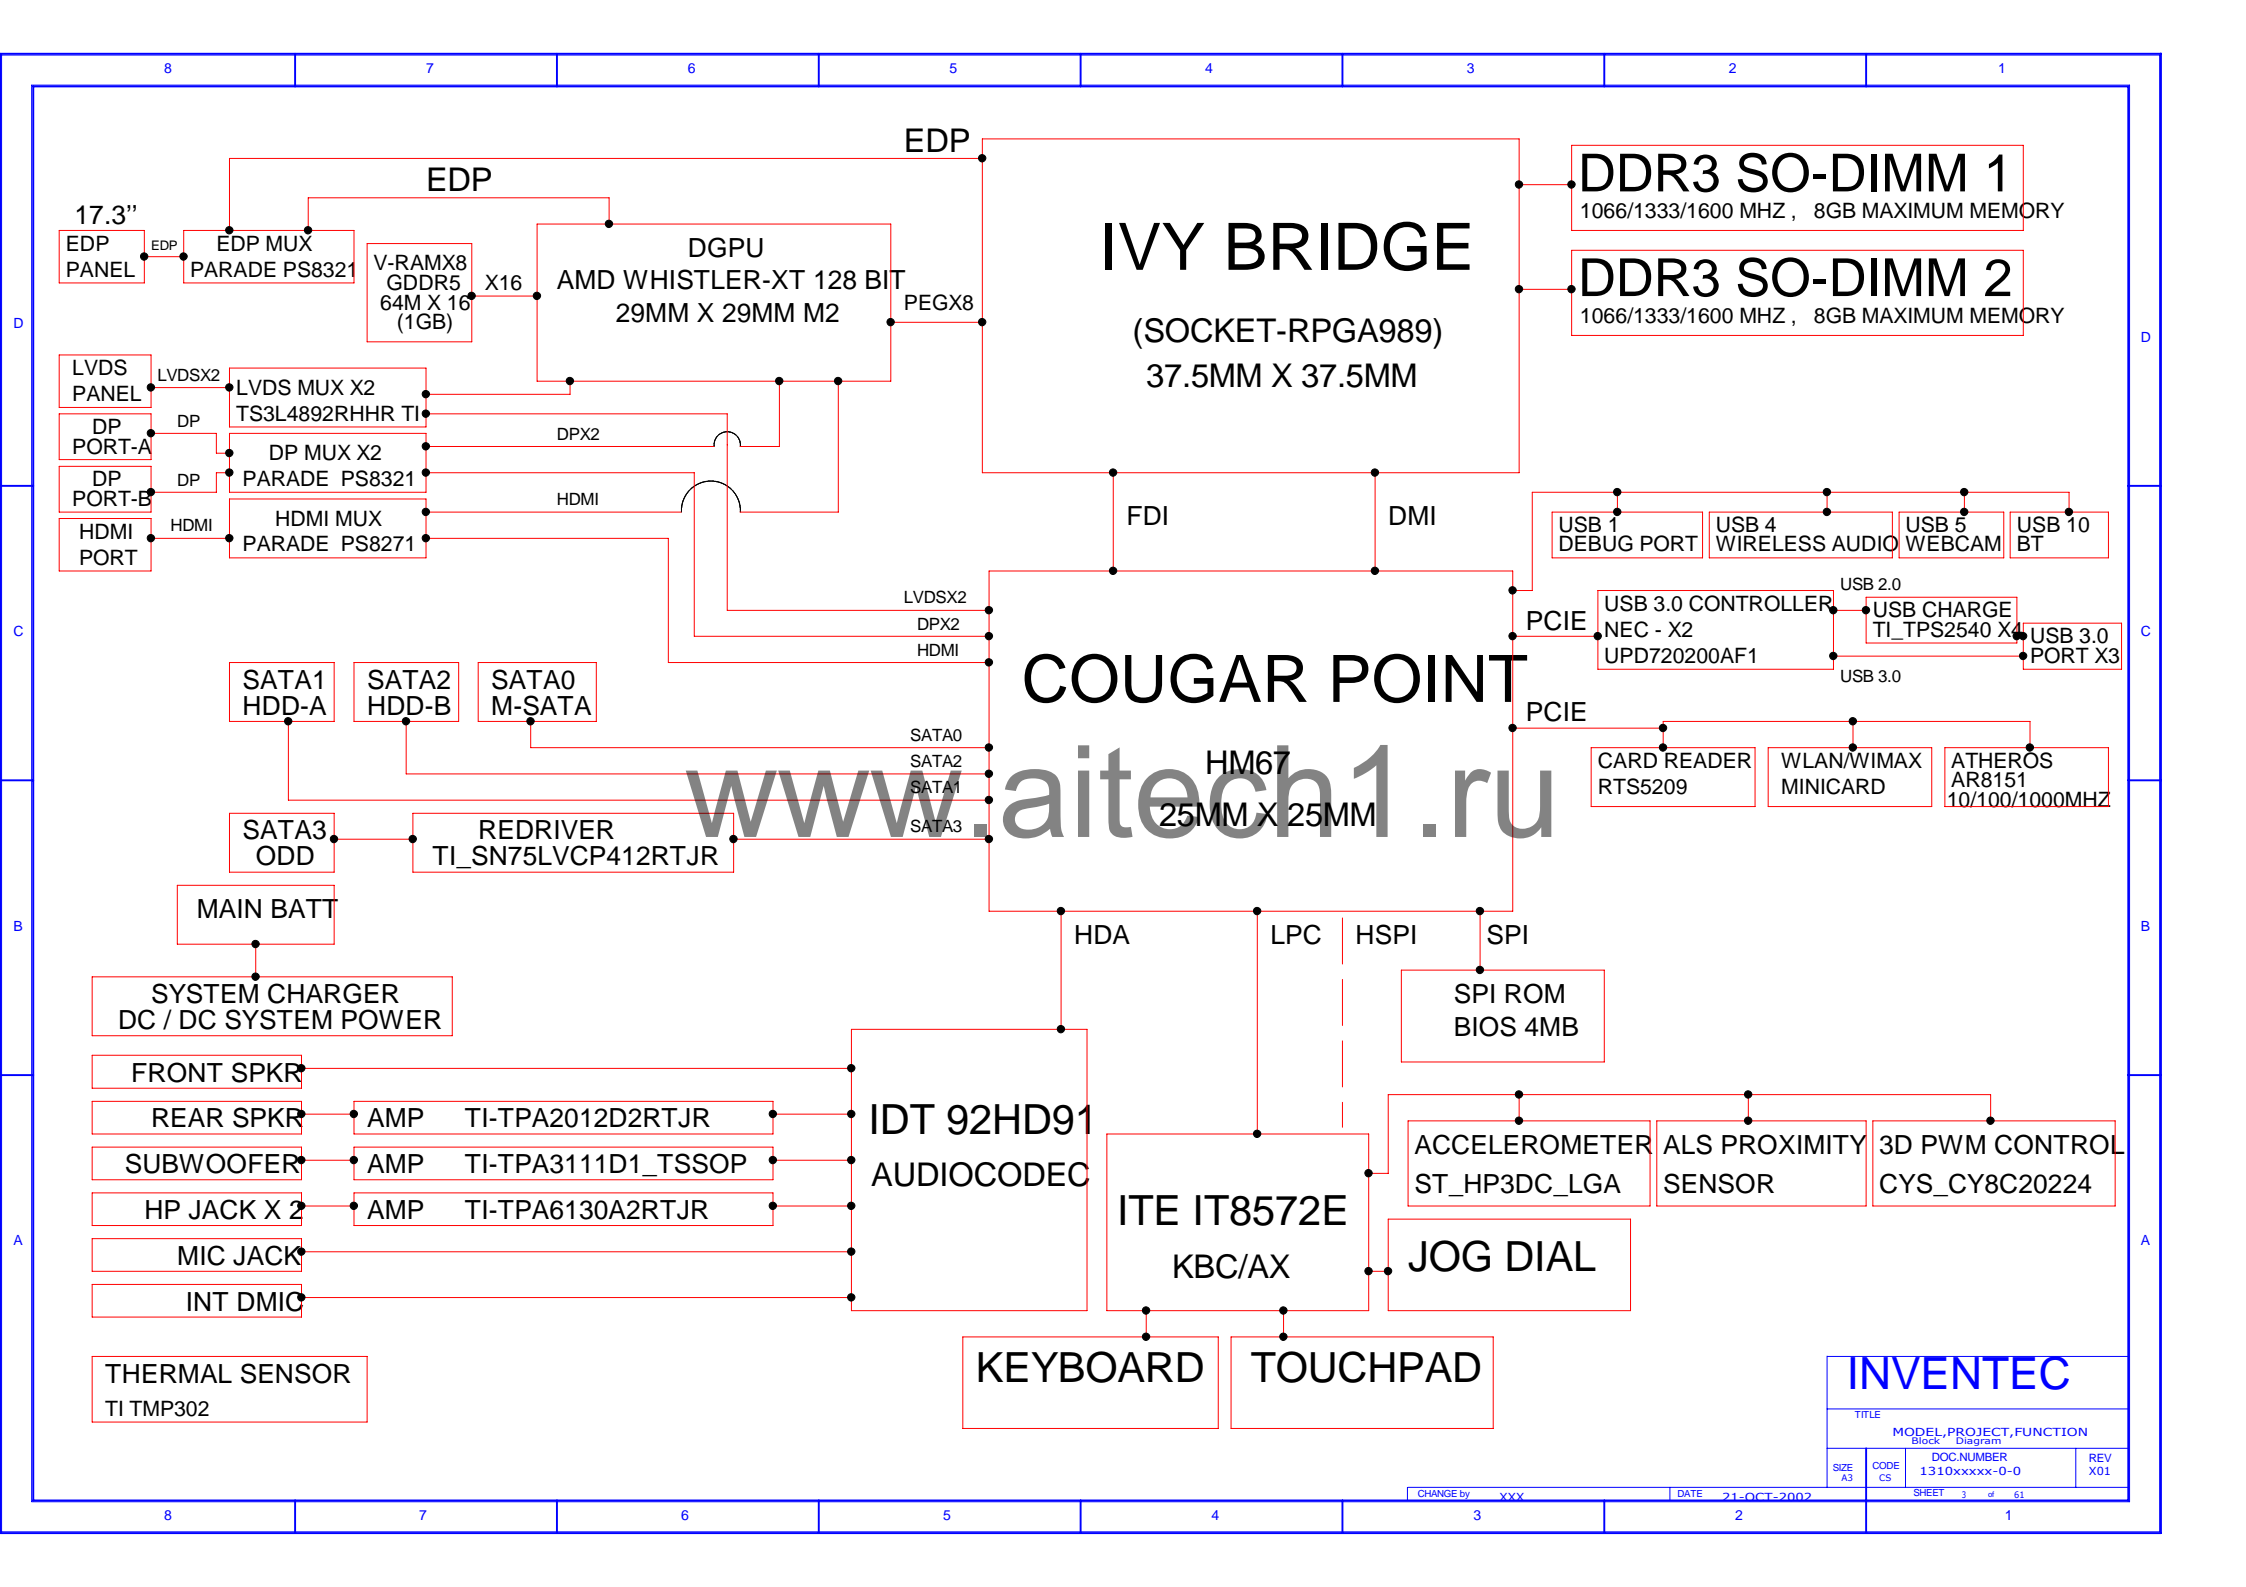 8 7 6 5 4 3 2 1
EDP
EDP
17.3’’
EDP
PANEL
EDP
EDP MUX
PARADE PS8321
V-RAMX8
GDDR5
64M X 16
(1GB)
X16
DGPU
AMD WHISTLER-XT 128 BIT
29MM X 29MM M2
PEGX8
IVY BRIDGE
(SOCKET-RPGA989)
37.5MM X 37.5MM
DDR3 SO-DIMM 1
1066/1333/1600 MHZ , 8GB MAXIMUM MEMORY
DDR3 SO-DIMM 2
1066/1333/1600 MHZ , 8GB MAXIMUM MEMORY
D
D
LVDS
PANEL
LVDSX2
LVDS MUX X2
TS3L4892RHHR TI
DP
PORT-A
DP
DP MUX X2
PARADE PS8321
DPX2
DP
PORT-B
DP
HDMI
PORT
HDMI
HDMI MUX
PARADE PS8271
HDMI
FDI
DMI
USB 1
DEBUG PORT
USB 4
WIRELESS AUDIO
USB 5
WEBCAM
USB 10
BT
LVDSX2
DPX2
HDMI
PCIE
USB 3.0 CONTROLLER
NEC - X2
UPD720200AF1
USB 2.0
USB CHARGE
TI_TPS2540 X4
USB 3.0
PORT X3
USB 3.0
C
C
COUGAR POINT
HM67
25MM X 25MM
PCIE
CARD READER
RTS5209
WLAN/WIMAX
MINICARD
ATHEROS
AR8151
10/100/1000MHZ
SATA1
HDD-A
SATA2
HDD-B
SATA0
M-SATA
SATA0
SATA2
SATA1
SATA3
www.aitech1.ru
SATA3
ODD
REDRIVER
TI_SN75LVCP412RTJR
MAIN BATT
B
B
SYSTEM CHARGER
DC / DC SYSTEM POWER
HDA
LPC
HSPI
SPI
SPI ROM
BIOS 4MB
FRONT SPKR
REAR SPKR
AMP TI-TPA2012D2RTJR
SUBWOOFER
AMP TI-TPA3111D1_TSSOP
HP JACK X 2
AMP TI-TPA6130A2RTJR
MIC JACK
INT DMIC
IDT 92HD91
AUDIOCODEC
ITE IT8572E
KBC/AX
ACCELEROMETER
ST_HP3DC_LGA
ALS PROXIMITY
SENSOR
3D PWM CONTROL
CYS_CY8C20224
JOG DIAL
A
A
KEYBOARD
TOUCHPAD
THERMAL SENSOR
TI TMP302
INVENTEC
TITLE
MODEL,PROJECT,FUNCTION
Block Diagram
SIZE
A3
CODE
CS
DOC.NUMBER
1310xxxxx-0-0
REV
X01
CHANGE by XXX
DATE 21-OCT-2002
SHEET 3 of 61
8 7 6 5 4 3 2 1